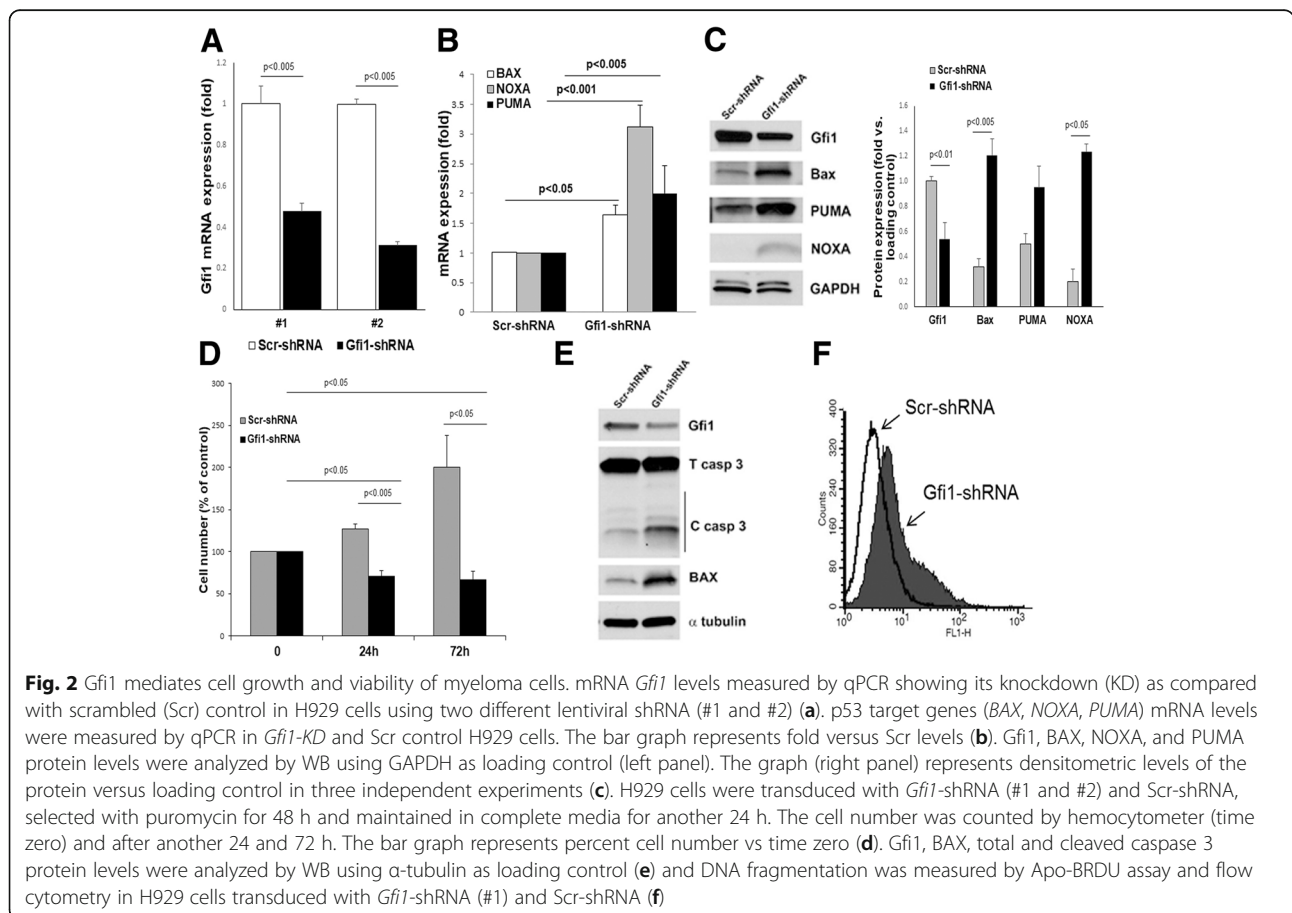 A
Gfi1 mRNA expression (fold)
1.2
1
0.8
0.6
0.4
0.2
0
p<0.005
p<0.005
#1
#2
Scr-shRNA
Gfi1-shRNA
B
mRNA expession (fold)
4
3.5
3
2.5
2
1.5
1
0.5
0
BAX
NOXA
PUMA
p<0.005
p<0.001
p<0.05
Scr-shRNA
Gfi1-shRNA
C
Scr-shRNA
Gfi1-shRNA
Gfi1
Bax
PUMA
NOXA
GAPDH
Scr-shRNA
Gfi1-shRNA
Protein expression (fold vs.
loading control)
1.6
1.4
1.2
1.0
0.8
0.6
0.4
0.2
0.0
p<0.01
p<0.005
p<0.05
Gfi1
Bax
PUMA
NOXA
D
Cell number (% of control)
300
250
200
150
100
50
0
Scr-shRNA
Gfi1-shRNA
p<0.05
p<0.05
p<0.05
p<0.005
0
24h
72h
E
Scr-shRNA
Gfi1-shRNA
Gfi1
T casp 3
C casp 3
BAX
α tubulin
F
Counts
400
320
240
160
80
0
Scr-shRNA
Gfi1-shRNA
10⁰
10¹
10²
10³
FL1-H
Fig. 2 Gfi1 mediates cell growth and viability of myeloma cells. mRNA Gfi1 levels measured by qPCR showing its knockdown (KD) as compared
with scrambled (Scr) control in H929 cells using two different lentiviral shRNA (#1 and #2) (a). p53 target genes (BAX, NOXA, PUMA) mRNA levels
were measured by qPCR in Gfi1-KD and Scr control H929 cells. The bar graph represents fold versus Scr levels (b). Gfi1, BAX, NOXA, and PUMA
protein levels were analyzed by WB using GAPDH as loading control (left panel). The graph (right panel) represents densitometric levels of the
protein versus loading control in three independent experiments (c). H929 cells were transduced with Gfi1-shRNA (#1 and #2) and Scr-shRNA,
selected with puromycin for 48 h and maintained in complete media for another 24 h. The cell number was counted by hemocytometer (time
zero) and after another 24 and 72 h. The bar graph represents percent cell number vs time zero (d). Gfi1, BAX, total and cleaved caspase 3
protein levels were analyzed by WB using α-tubulin as loading control (e) and DNA fragmentation was measured by Apo-BRDU assay and flow
cytometry in H929 cells transduced with Gfi1-shRNA (#1) and Scr-shRNA (f)